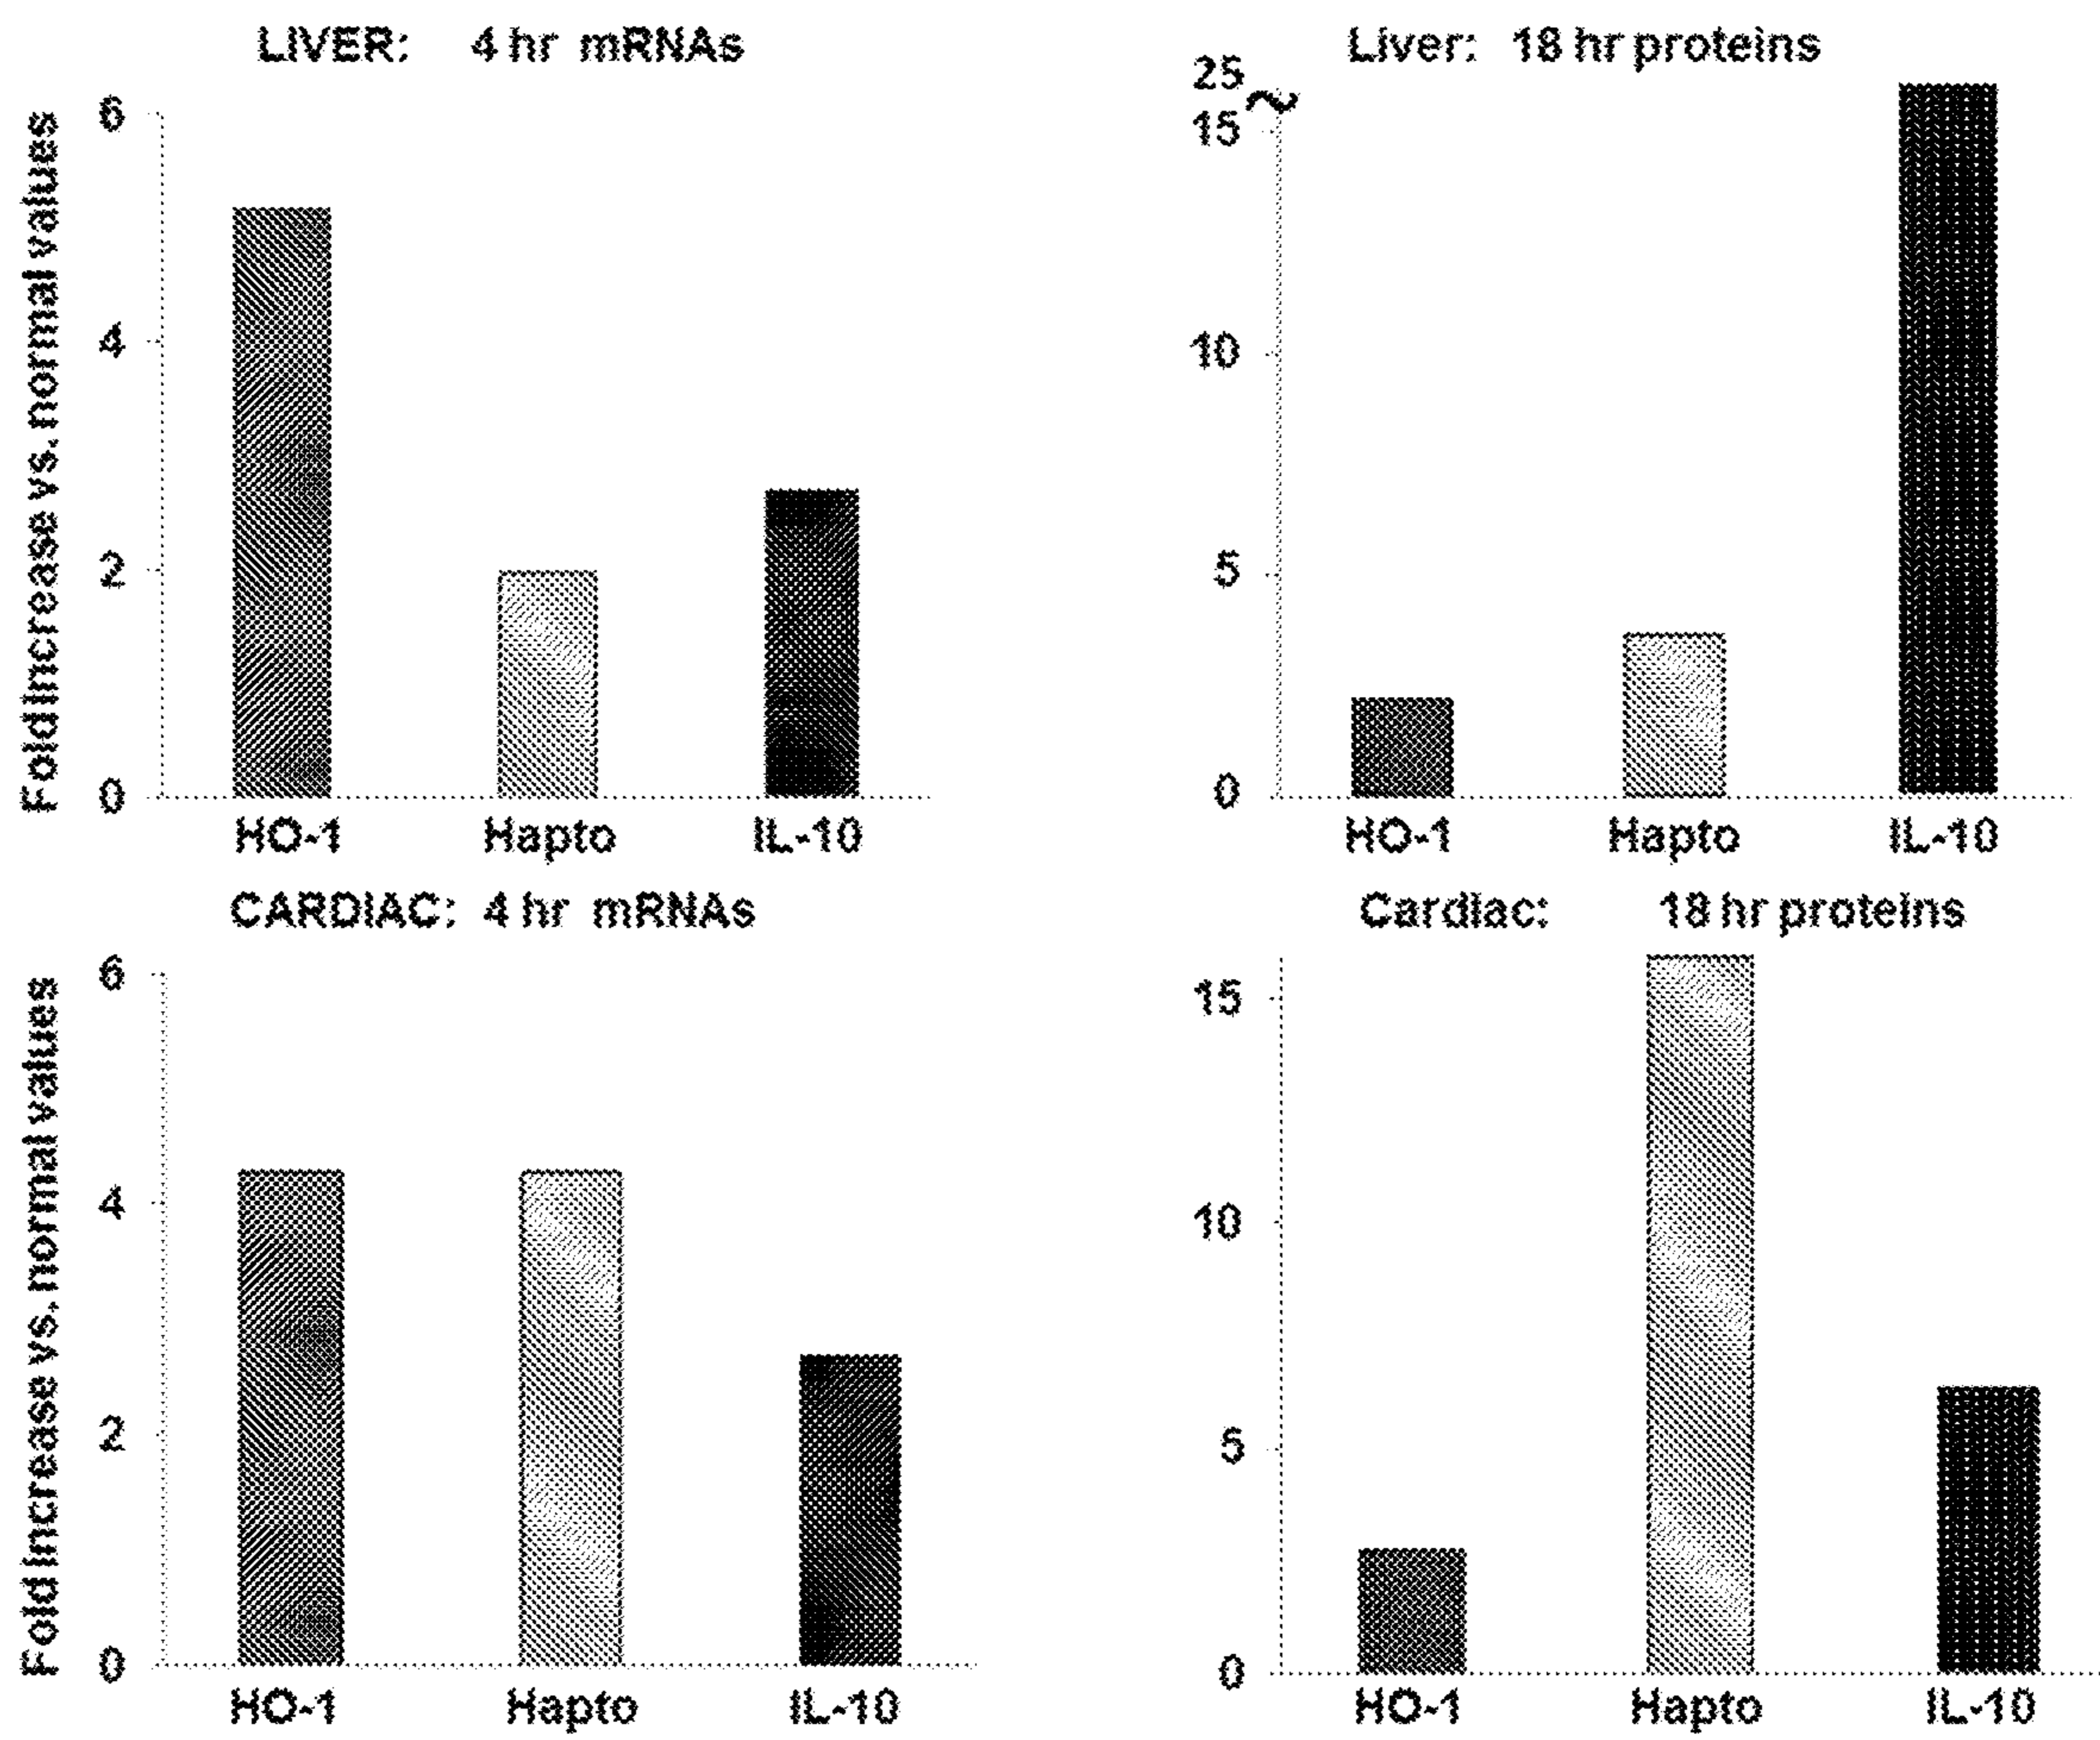 LIVER: 4 hr mRNAs
Fold increase vs. normal values
6
4
2
0
HO-1 Hapto IL-10
Liver: 18 hr proteins
25
~
15
10
5
0
HO-1 Hapto IL-10
CARDIAC: 4 hr mRNAs
Fold increase vs. normal values
6
4
2
0
HO-1 Hapto IL-10
Cardiac: 18 hr proteins
15
10
5
0
HO-1 Hapto IL-10